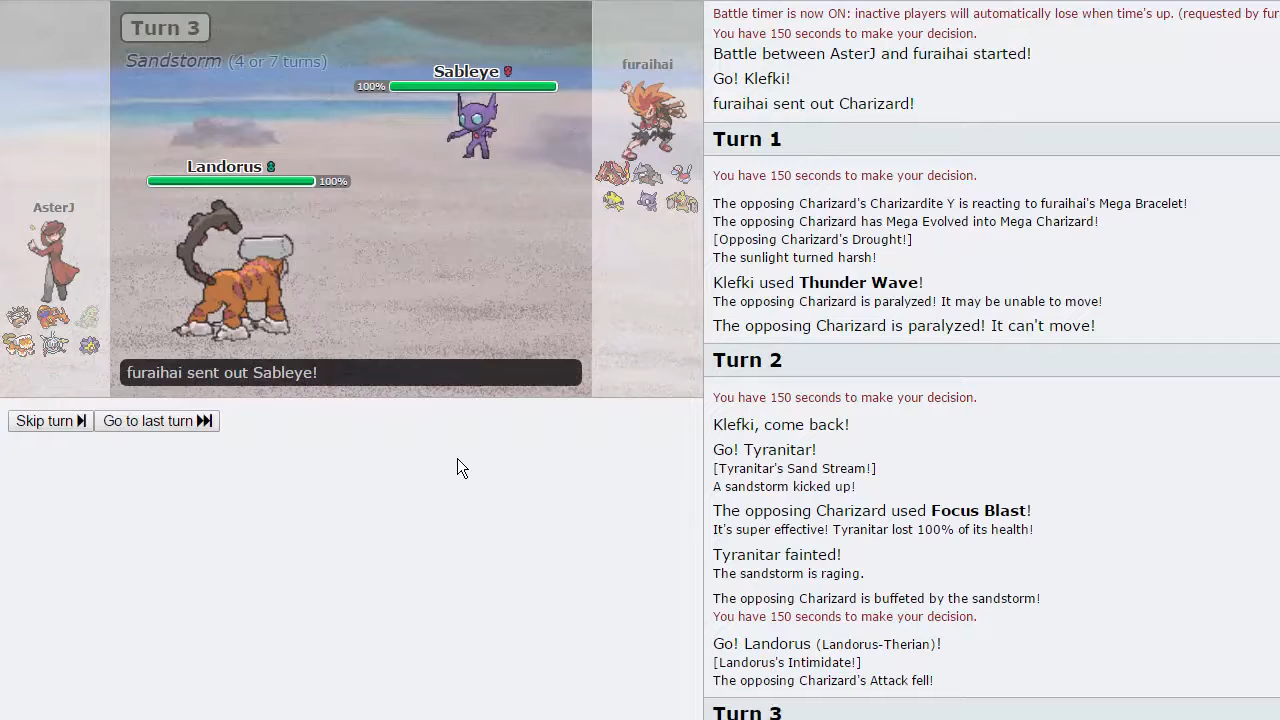 Turn 3
Sandstorm (4 or 7 turns)
Sableye
100%
Landorus
100%
AsterJ
furaihai
furaihai sent out Sableye!
Skip turn
Go to last turn
Battle timer is now ON: inactive players will automatically lose when time's up. (requested by fur
You have 150 seconds to make your decision.
Battle between AsterJ and furaihai started!
Go! Klefki!
furaihai sent out Charizard!
Turn 1
You have 150 seconds to make your decision.
The opposing Charizard's Charizardite Y is reacting to furaihai's Mega Bracelet!
The opposing Charizard has Mega Evolved into Mega Charizard!
[Opposing Charizard's Drought!]
The sunlight turned harsh!
Klefki used Thunder Wave!
The opposing Charizard is paralyzed! It may be unable to move!
The opposing Charizard is paralyzed! It can't move!
Turn 2
You have 150 seconds to make your decision.
Klefki, come back!
Go! Tyranitar!
[Tyranitar's Sand Stream!]
A sandstorm kicked up!
The opposing Charizard used Focus Blast!
It's super effective! Tyranitar lost 100% of its health!
Tyranitar fainted!
The sandstorm is raging.
The opposing Charizard is buffeted by the sandstorm!
You have 150 seconds to make your decision.
Go! Landorus (Landorus-Therian)!
[Landorus's Intimidate!]
The opposing Charizard's Attack fell!
Turn 3